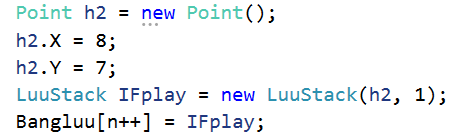 Point h2 = new Point();
h2.X = 8;
h2.Y = 7;
LuuStack IFplay = new LuuStack(h2, 1);
Bangluu[n++] = IFplay;